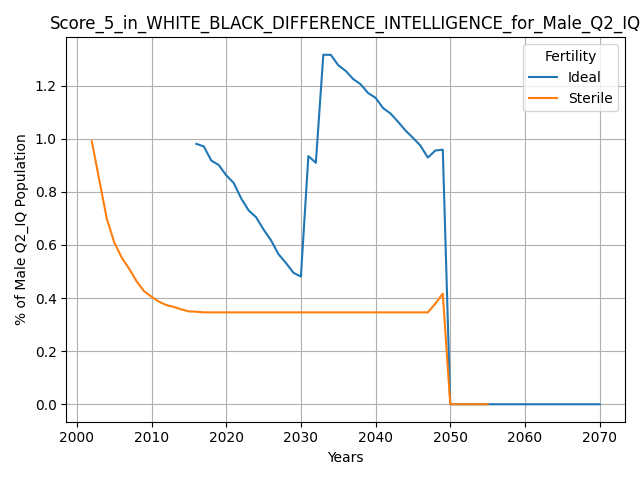 Score_5_in_WHITE_BLACK_DIFFERENCE_INTELLIGENCE_for_Male_Q2_IQ
Fertility
Ideal
Sterile
% of Male Q2_IQ Population
1.2
1.0
0.8
0.6
0.4
0.2
0.0
2000 2010 2020 2030 2040 2050 2060 2070
Years